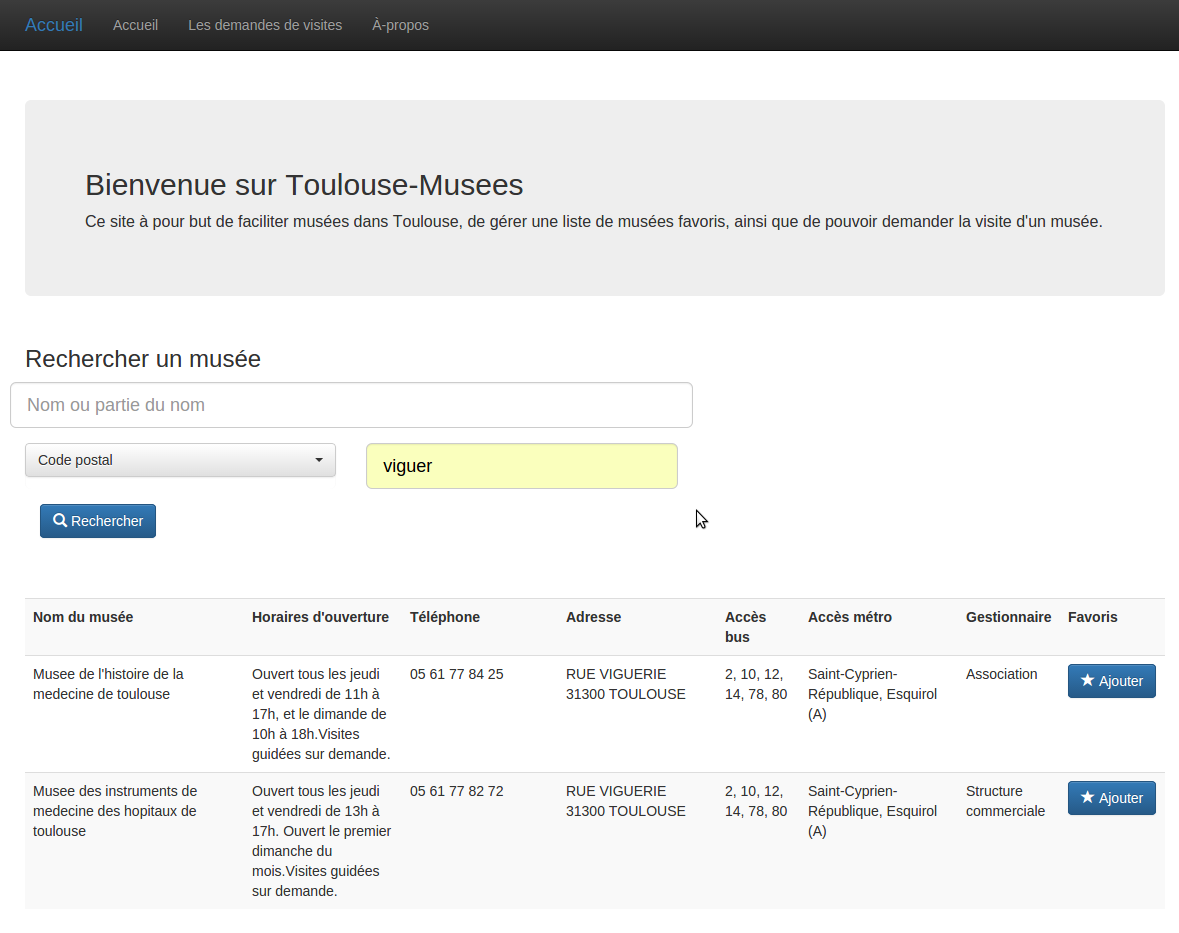 Accueil Accueil Les demandes de visites À-propos
Bienvenue sur Toulouse-Musees
Ce site à pour but de faciliter musées dans Toulouse, de gérer une liste de musées favoris, ainsi que de pouvoir demander la visite d'un musée.
Rechercher un musée
Nom ou partie du nom
Code postal viguer
Rechercher
Nom du musée Horaires d'ouverture Téléphone Adresse Accès Accès métro Gestionnaire Favoris
bus
Musee de l'histoire de la Ouvert tous les jeudi 05 61 77 84 25 RUE VIGUERIE 2, 10, 12, Saint-Cyprien- Association Ajouter
medecine de toulouse et vendredi de 11h à 31300 TOULOUSE 14, 78, 80 République, Esquirol
17h, et le dimande de (A)
10h à 18h.Visites
guidées sur demande.
Musee des instruments de Ouvert tous les jeudi 05 61 77 82 72 RUE VIGUERIE 2, 10, 12, Saint-Cyprien- Structure Ajouter
medecine des hopitaux de et vendredi de 13h à 31300 TOULOUSE 14, 78, 80 République, Esquirol commerciale
toulouse 17h. Ouvert le premier (A)
dimanche du
mois.Visites guidées
sur demande.